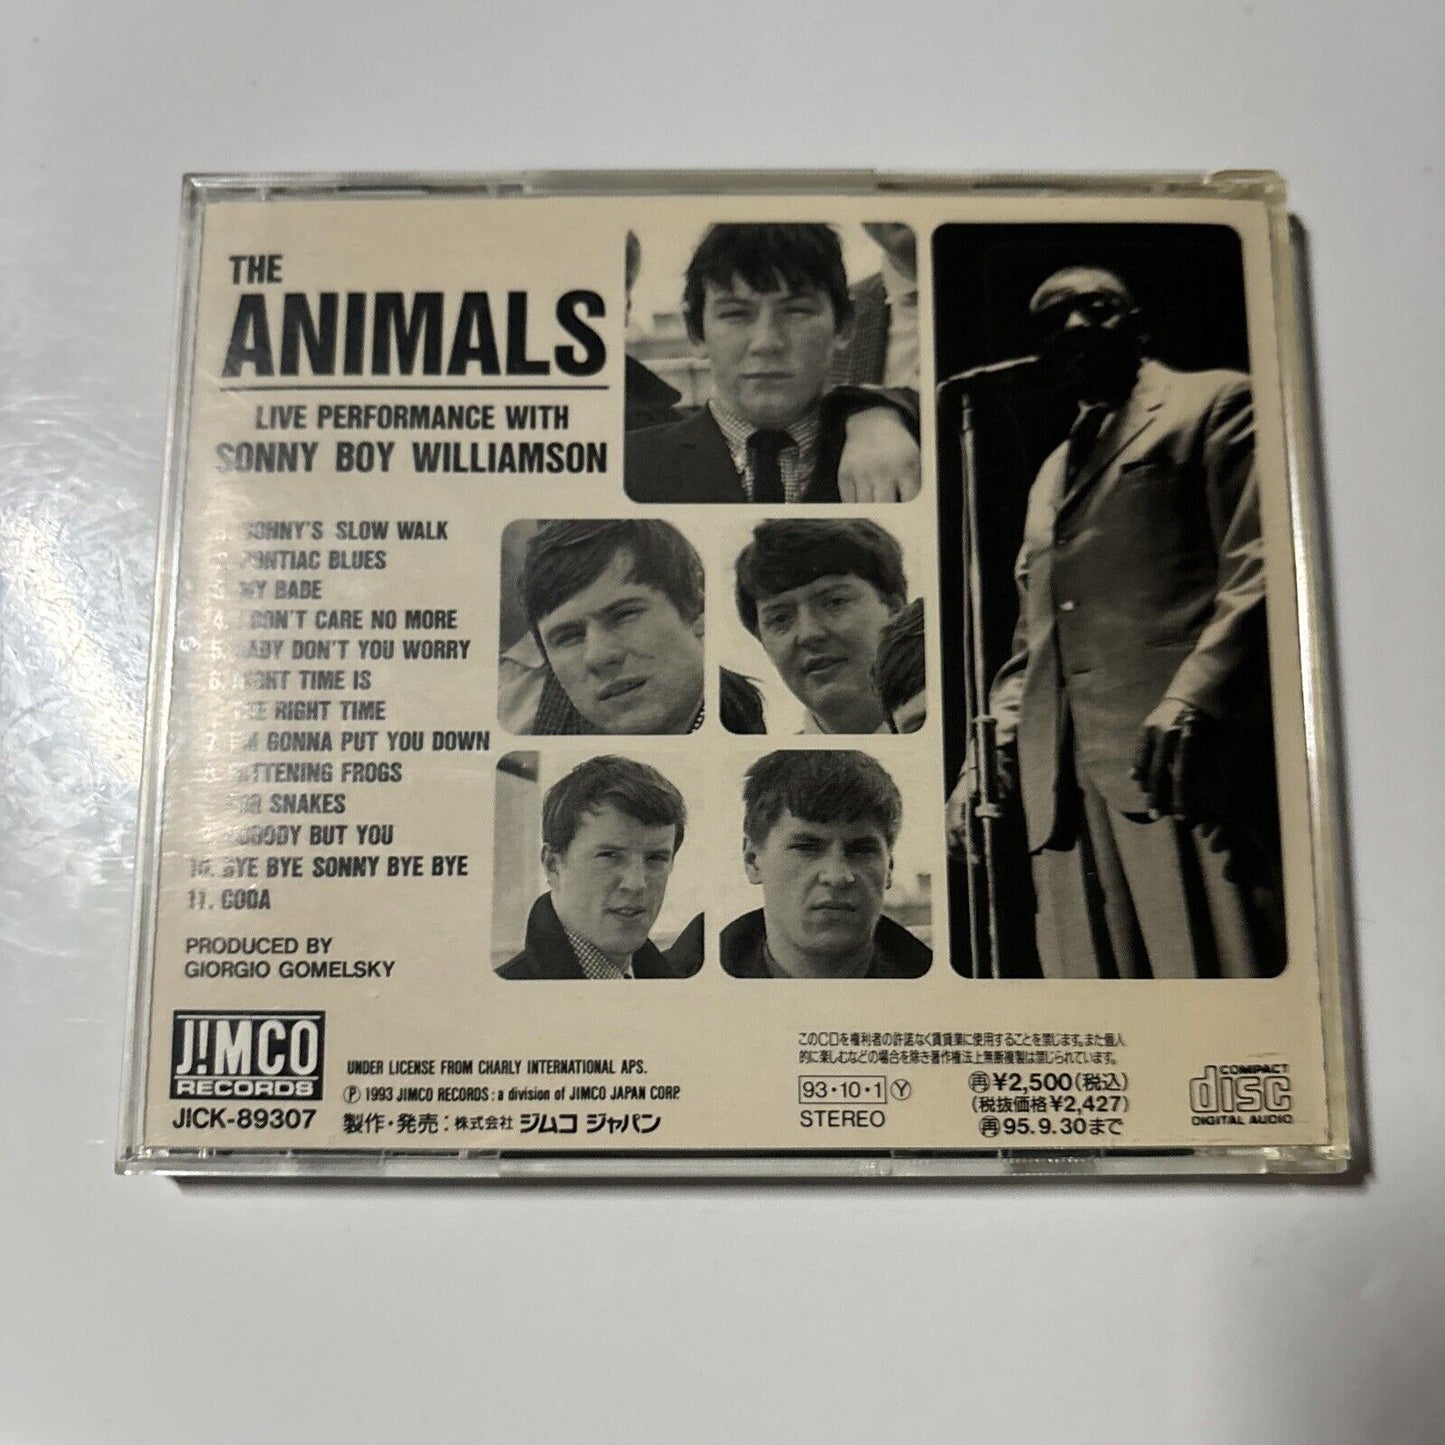 THE
ANIMALS
LIVE PERFORMANCE WITH
SONNY BOY WILLIAMSON
SONNY'S SLOW WALK
PONTIAC BLUES
MY BABE
4. I DON'T CARE NO MORE
5. BABY DON'T YOU WORRY
6. NIGHT TIME IS
THE RIGHT TIME
7. I'M GONNA PUT YOU DOWN
8. FATTENING FROGS
FOR SNAKES
NOBODY BUT YOU
10. BYE BYE SONNY BYE BYE
11. CODA
PRODUCED BY
GIORGIO GOMELSKY
J!MCO
RECORDS
JICK-89307
UNDER LICENSE FROM CHARLY INTERNATIONAL APS.
Ⓟ 1993 JIMCO RECORDS : a division of JIMCO JAPAN CORP.
製作・発売：株式会社 ジムコ ジャパン
このCDを権利者の許諾なく賃貸業に使用することを禁じます。また個人
的に楽しむなどの場合を除き著作権法上無断複製は禁じられています。
93・10・1 Ⓨ
STEREO
㊢¥2,500(税込)
(税抜価格¥2,427)
㊢95.9.30まで
COMPACT
disc
DIGITAL AUDIO